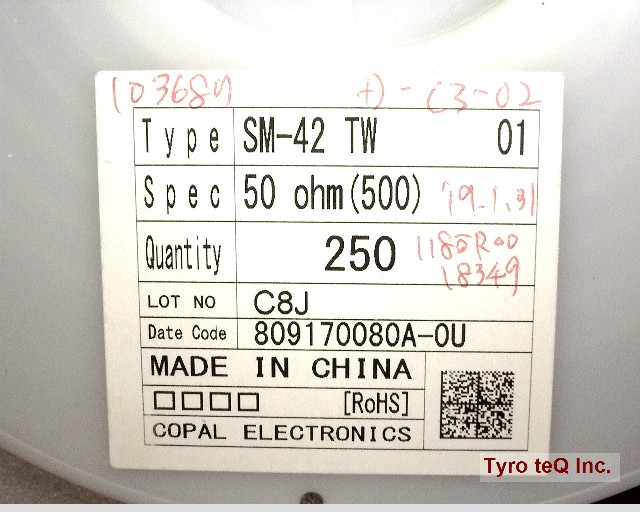 103689 
Type SM-42 TW 01
Spec 50 ohm(500) 19.1.31
Quantity 250
18349
LOT NO C8J
Date Code 809170080A-0U
MADE IN CHINA
□□□□ [RoHS]
COPAL ELECTRONICS
Tyro teQ Inc.